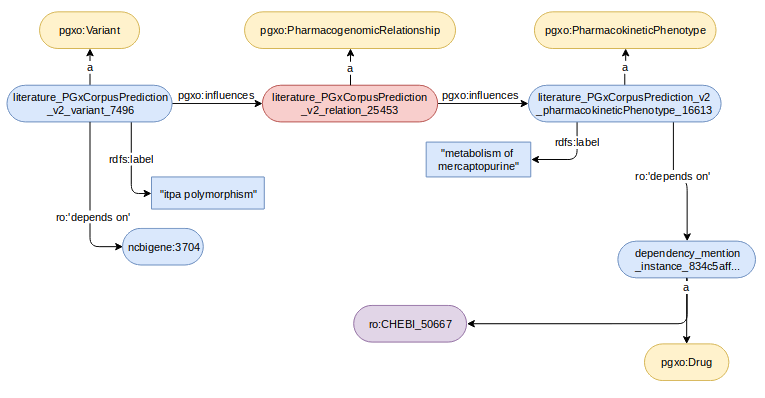 pgxo:Variant
pgxo:PharmacogenomicRelationship
pgxo:PharmacokineticPhenotype
a
a
a
literature_PGxCorpusPrediction
_v2_variant_7496
pgxo:influences
literature_PGxCorpusPrediction
_v2_relation_25453
pgxo:influences
literature_PGxCorpusPrediction_v2
_pharmacokineticPhenotype_16613
rdfs:label
"itpa polymorphism"
ro:'depends on'
ncbigene:3704
rdfs:label
"metabolism of
mercaptopurine"
ro:'depends on'
dependency_mention
_instance_834c5aff...
a
ro:CHEBI_50667
pgxo:Drug